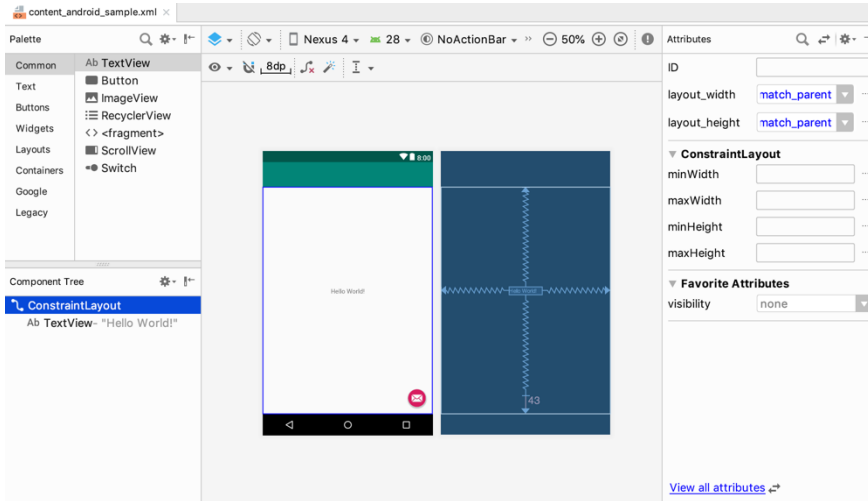 content_android_sample.xml
Palette
Common
Text
Buttons
Widgets
Layouts
Containers
Google
Legacy
Ab TextView
Button
ImageView
RecyclerView
<> <fragment>
ScrollView
Switch
Component Tree
ConstraintLayout
Ab TextView- "Hello World!"
Nexus 4
28
NoActionBar
50%
8dp
8:00
Hello World!
Hello World!
43
Attributes
ID
layout_width match_parent
layout_height match_parent
ConstraintLayout
minWidth
maxWidth
minHeight
maxHeight
Favorite Attributes
visibility none
View all attributes